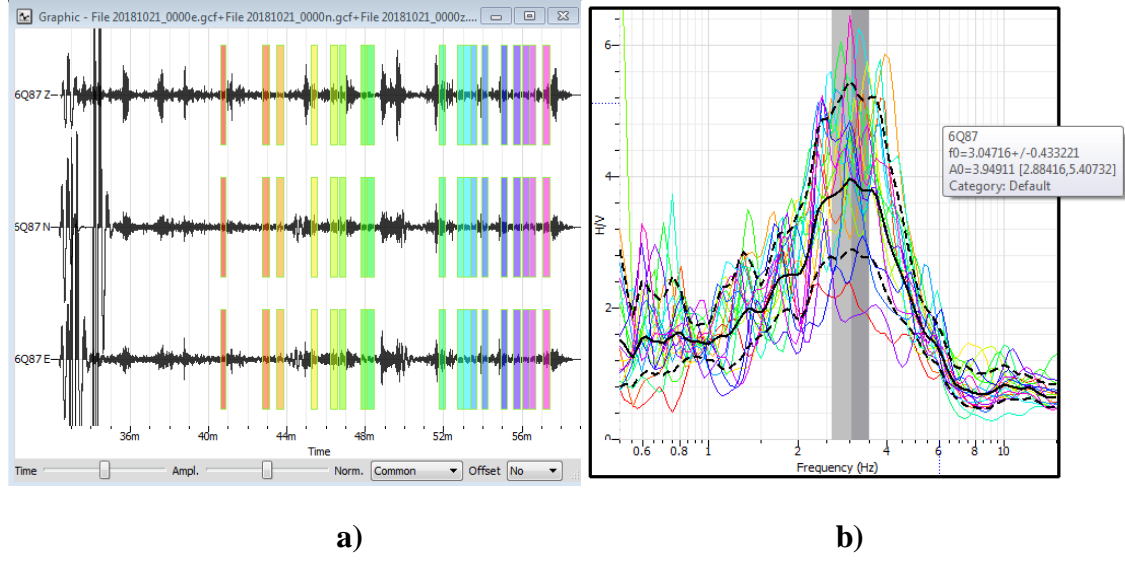 Graphic - File 20181021_0000e.gcf+File 20181021_0000n.gcf+File 20181021_0000z....
6Q87 Z
6Q87 N
6Q87 E
36m 40m 44m 48m 52m 56m
Time
Time Ampl. Norm. Common Offset No
H/V
6
4
2
0
0.6 0.8 1 2 4 6 8 10
Frequency (Hz)
6Q87
f0=3.04716+/-0.433221
A0=3.94911 [2.88416,5.40732]
Category: Default
a) b)